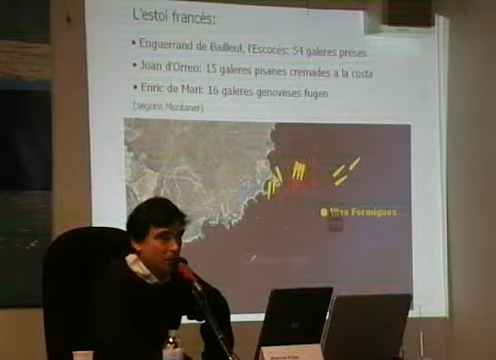 L'estol francès:
• Enguerrand de Bailleul, l'Escocès: 54 galeres preses
• Joan d'Orreo: 15 galeres pisanes cremades a la costa
• Enric de Mari: 16 galeres genoveses fugen
(segons Muntaner)
Illes Formigues